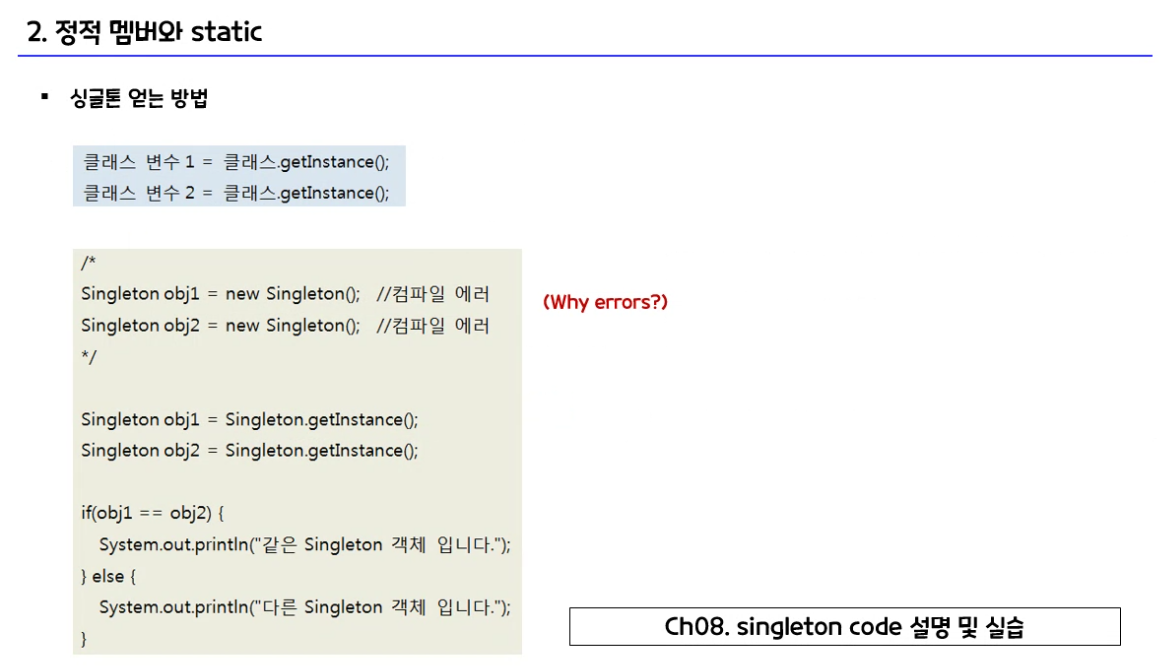 2. 정적 멤버와 static
▪ 싱글톤 얻는 방법
클래스 변수 1 = 클래스.getInstance();
클래스 변수 2 = 클래스.getInstance();
/*
Singleton obj1 = new Singleton(); //컴파일 에러
Singleton obj2 = new Singleton(); //컴파일 에러
*/
(Why errors?)
Singleton obj1 = Singleton.getInstance();
Singleton obj2 = Singleton.getInstance();
if(obj1 == obj2) {
System.out.println("같은 Singleton 객체 입니다.");
} else {
System.out.println("다른 Singleton 객체 입니다.");
}
Ch08. singleton code 설명 및 실습